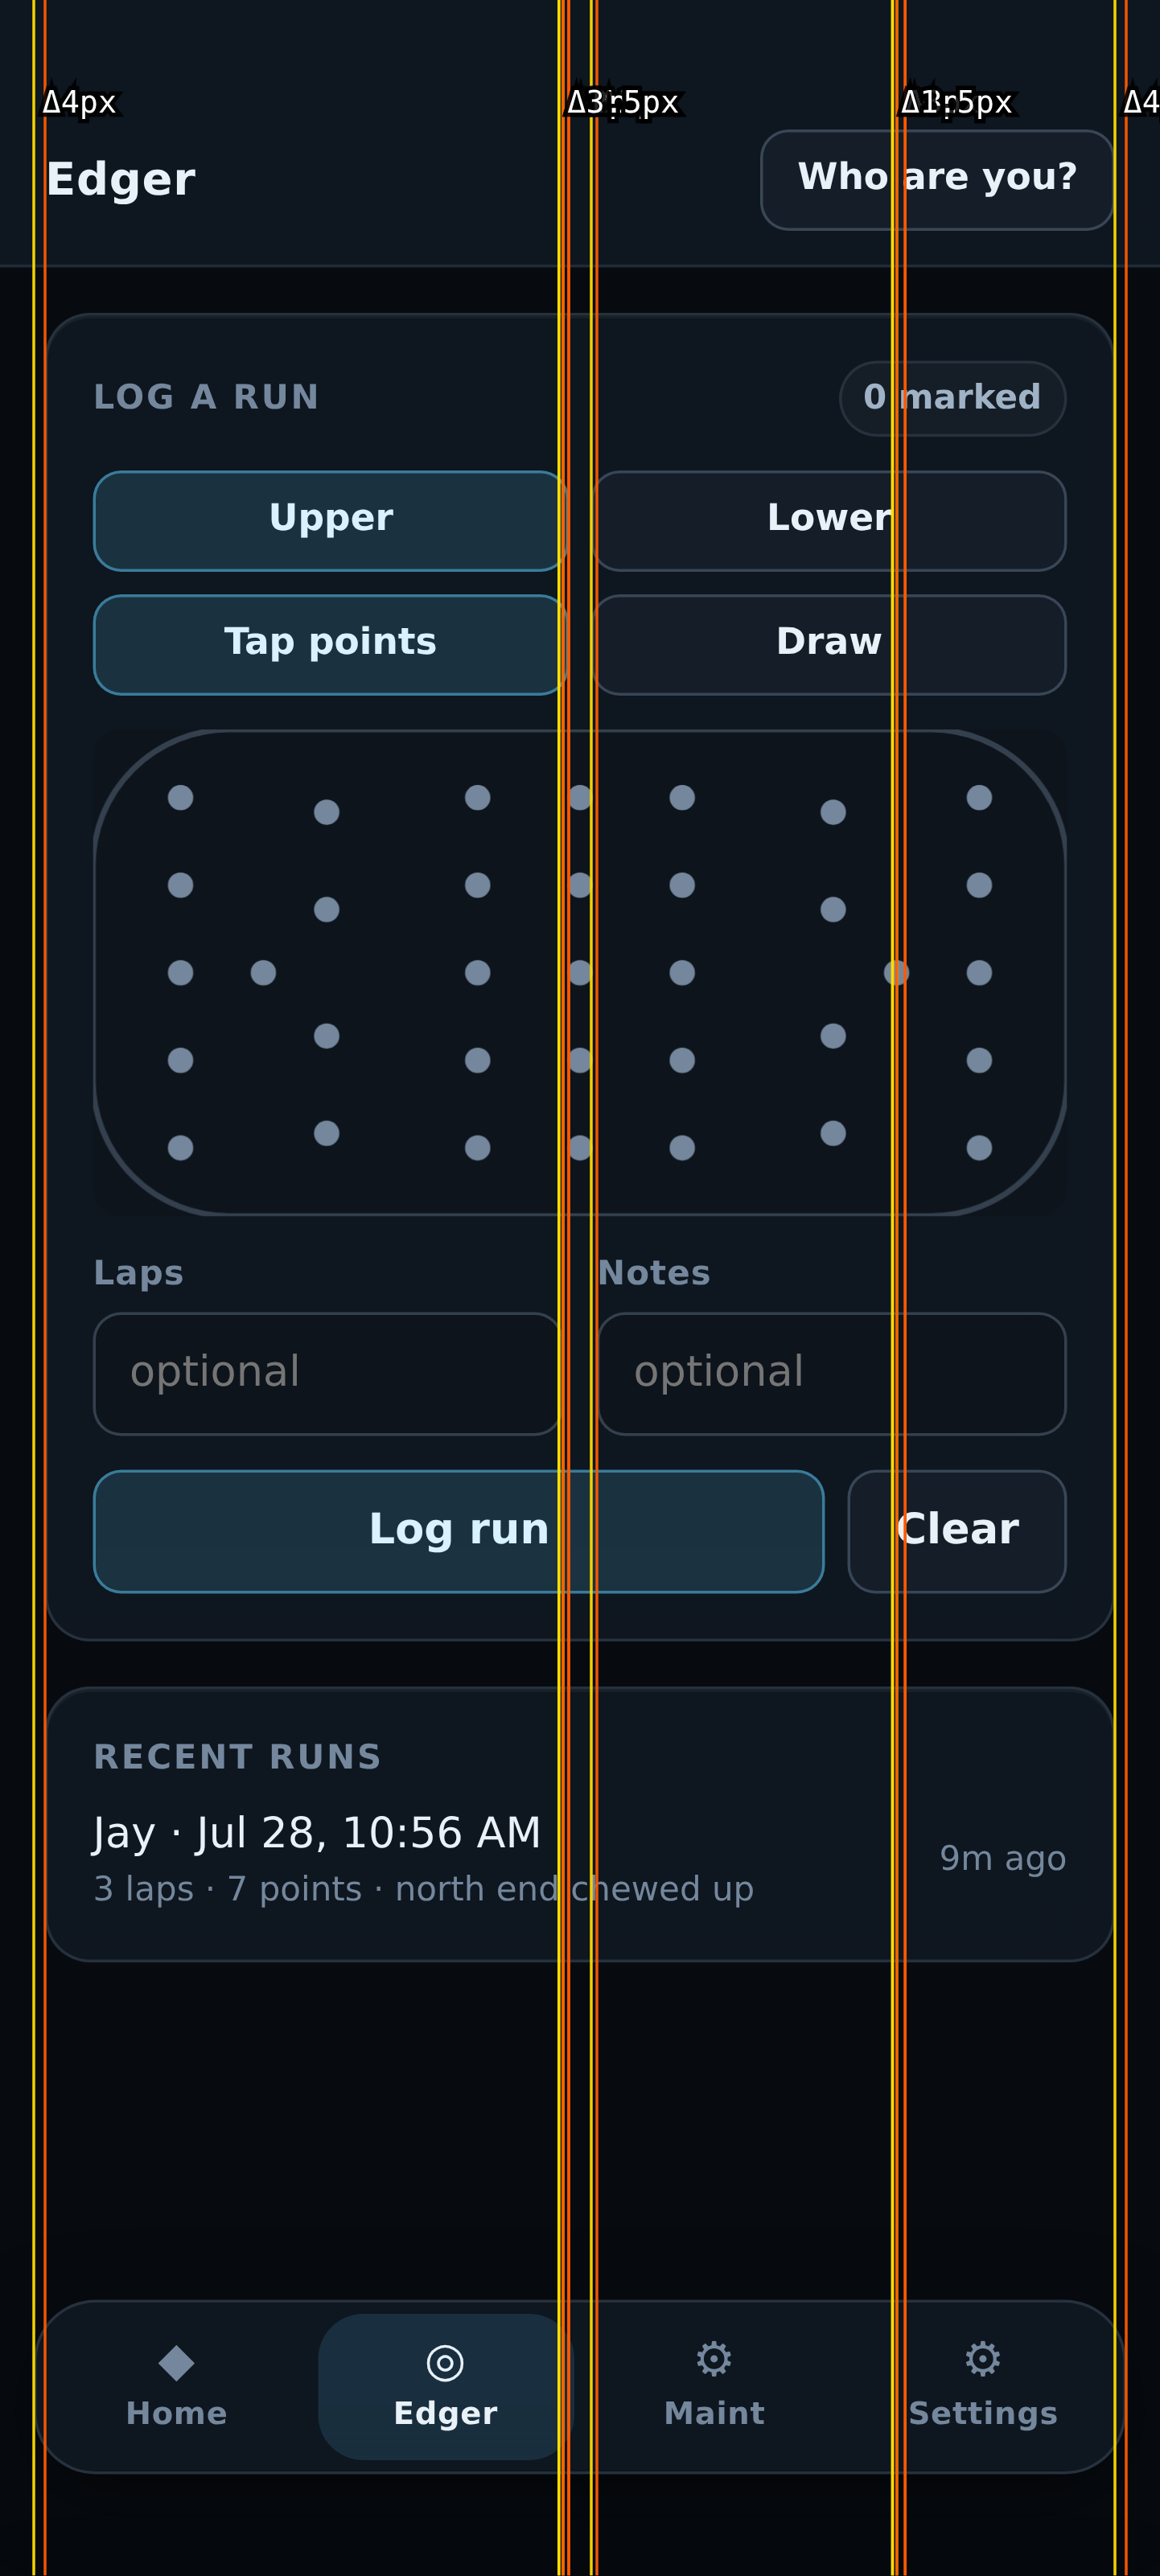 Δ4px
Δ1.5px
Δ4
Edger
Who are you?
LOG A RUN
0 marked
Upper
Lower
Tap points
Draw
Laps
Notes
optional
optional
Log run
Clear
RECENT RUNS
Jay · Jul 28, 10:56 AM
9m ago
3 laps · 7 points · north end chewed up
Home
Edger
Maint
Settings